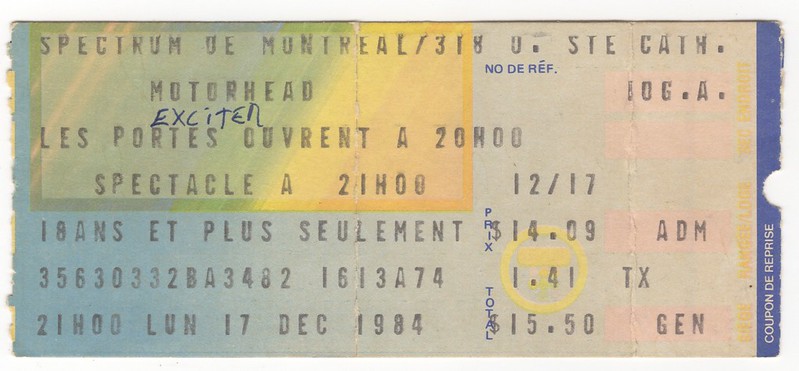 SPECTRUM DE MONTREAL/318 O. STE CATH.
NO DE RÉF.
MOTORHEAD 10G.A.
EXCITER
LES PORTES OUVRENT A 20H00
SPECTACLE A 21H00 12/17
18ANS ET PLUS SEULEMENT $14.09 ADM
PRIX
35630332BA3482 1613A74 1.41 TX
TOTAL
21H00 LUN 17 DEC 1984 $15.50 GEN
COUPON DE REPRISE